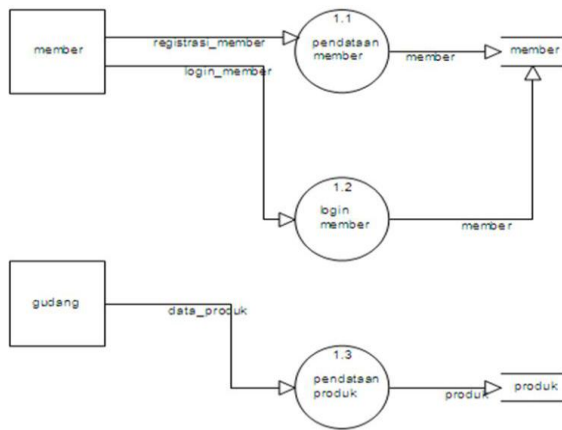 1.1
member
registrasi_member
pendataan
member
member
member
login_member
1.2
login
member
member
gudang
data_produk
1.3
pendataan
produk
produk
produk